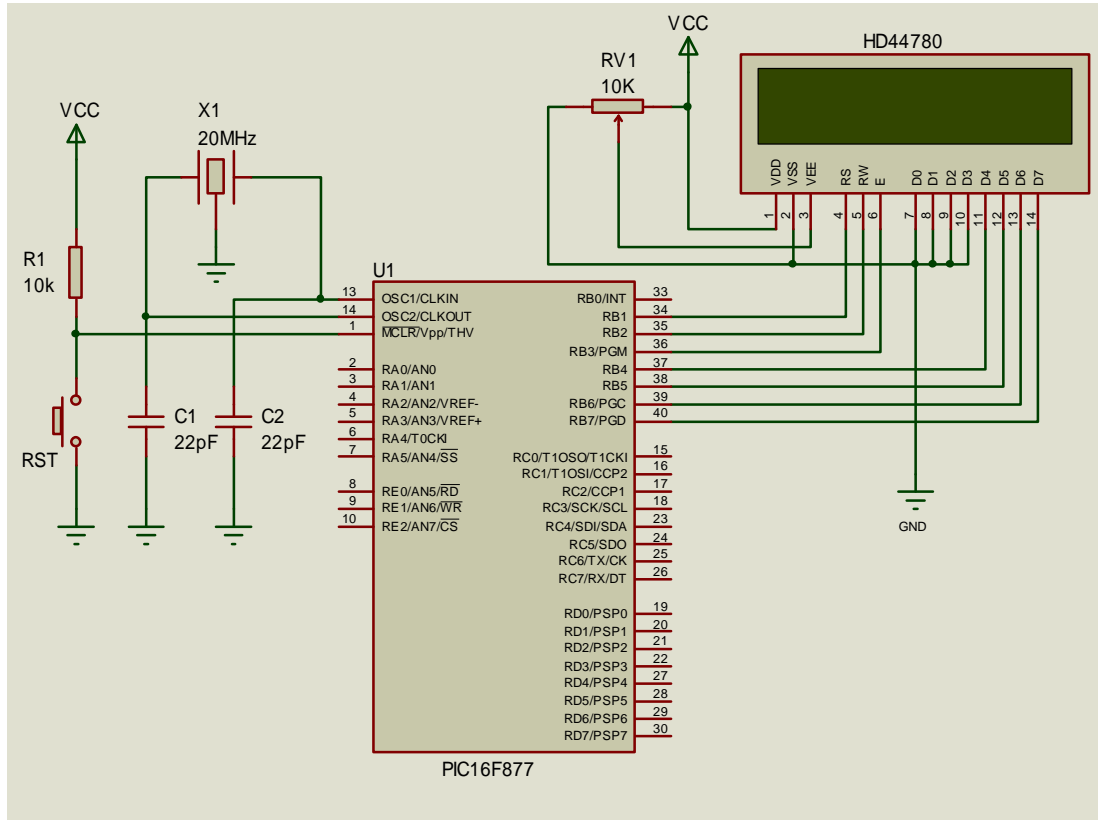 VCC
RV1
10K
HD44780
VDD
VSS
VEE
RS
RW
E
D0
D1
D2
D3
D4
D5
D6
D7
1
2
3
4
5
6
7
8
9
10
11
12
13
14
VCC
X1
20MHz
R1
10k
RST
C1
22pF
C2
22pF
U1
13 OSC1/CLKIN
14 OSC2/CLKOUT
1 MCLR/Vpp/THV
2 RA0/AN0
3 RA1/AN1
4 RA2/AN2/VREF-
5 RA3/AN3/VREF+
6 RA4/T0CKI
7 RA5/AN4/SS
8 RE0/AN5/RD
9 RE1/AN6/WR
10 RE2/AN7/CS
RB0/INT 33
RB1 34
RB2 35
RB3/PGM 36
RB4 37
RB5 38
RB6/PGC 39
RB7/PGD 40
RC0/T1OSO/T1CKI 15
RC1/T1OSI/CCP2 16
RC2/CCP1 17
RC3/SCK/SCL 18
RC4/SDI/SDA 23
RC5/SDO 24
RC6/TX/CK 25
RC7/RX/DT 26
RD0/PSP0 19
RD1/PSP1 20
RD2/PSP2 21
RD3/PSP3 22
RD4/PSP4 27
RD5/PSP5 28
RD6/PSP6 29
RD7/PSP7 30
PIC16F877
GND